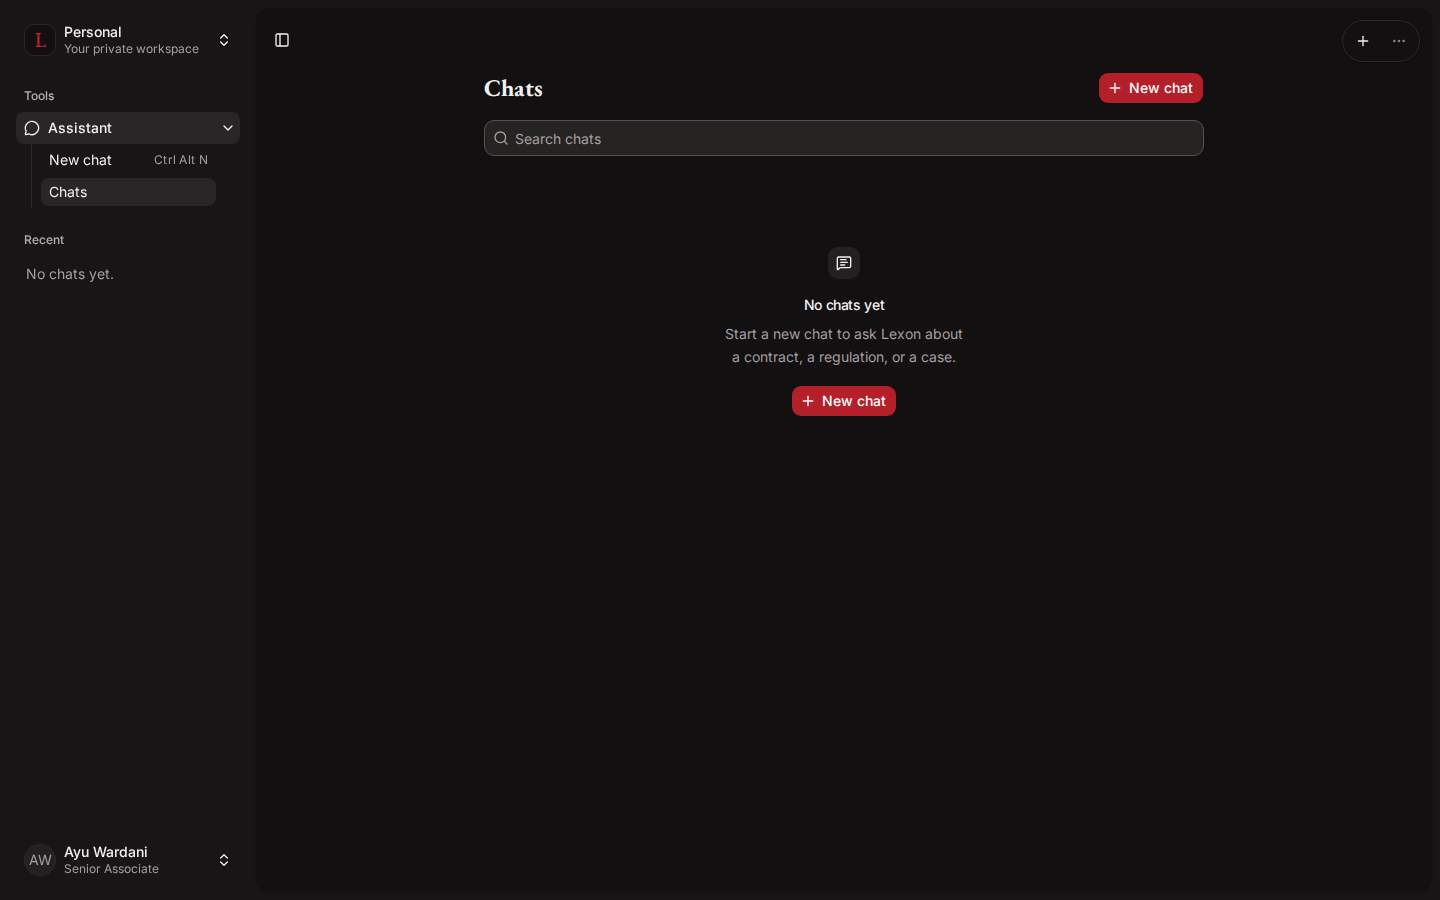 L
Personal
Your private workspace
Tools
Assistant
New chat Ctrl Alt N
Chats
Recent
No chats yet.
AW
Ayu Wardani
Senior Associate
Chats
New chat
Search chats
No chats yet
Start a new chat to ask Lexon about
a contract, a regulation, or a case.
New chat